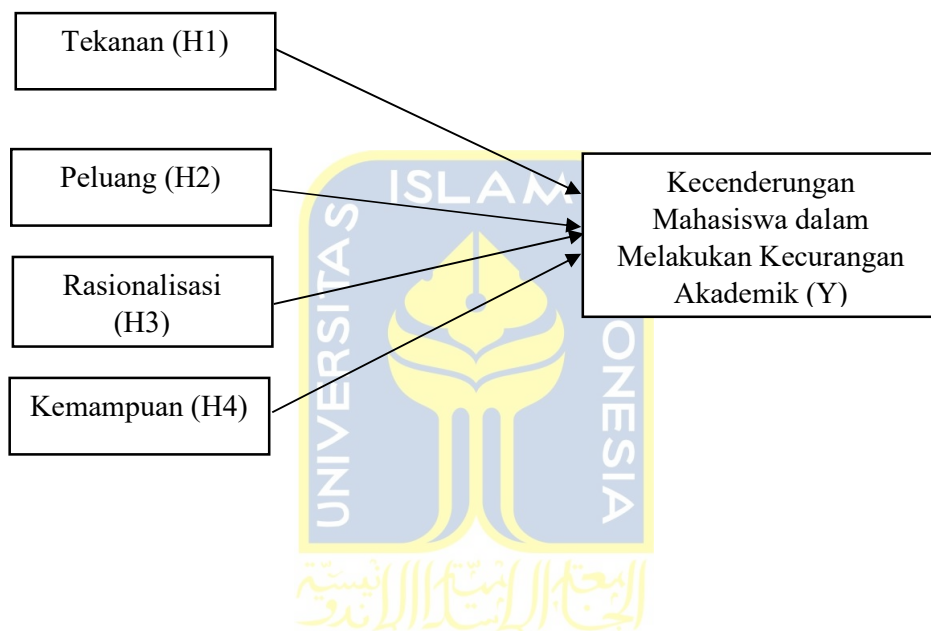 Tekanan (H1)
Peluang (H2)
Rasionalisasi
(H3)
Kemampuan (H4)
Kecenderungan
Mahasiswa dalam
Melakukan Kecurangan
Akademik (Y)
UNIVERSITAS
ISLAM
ONESIA